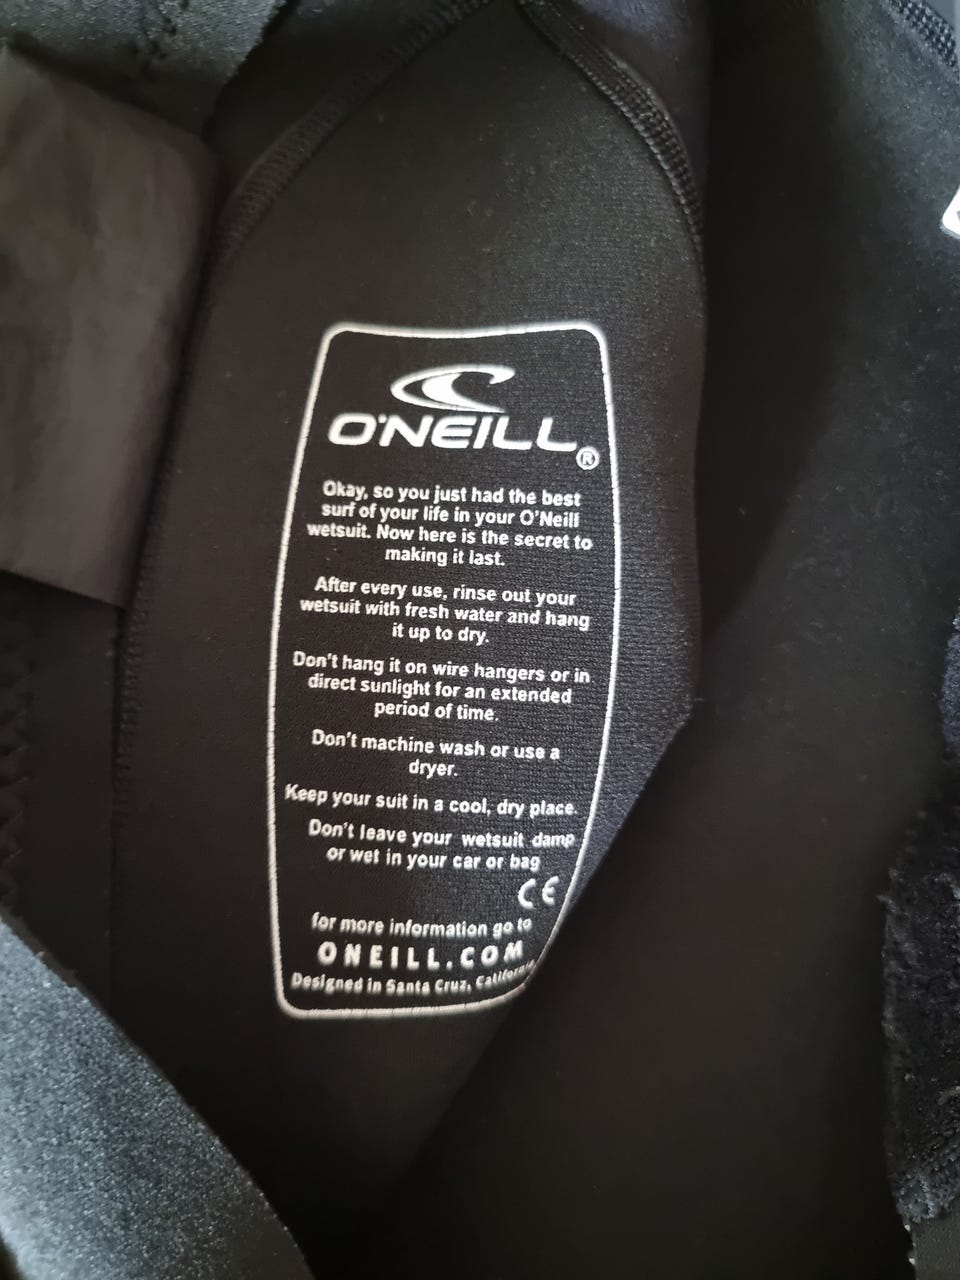 O'NEILL®
Okay, so you just had the best
surf of your life in your O'Neill
wetsuit. Now here is the secret to
making it last.
After every use, rinse out your
wetsuit with fresh water and hang
it up to dry.
Don't hang it on wire hangers or in
direct sunlight for an extended
period of time.
Don't machine wash or use a
dryer.
Keep your suit in a cool, dry place.
Don't leave your wetsuit damp
or wet in your car or bag
CE
for more information go to
ONEILL.COM
Designed in Santa Cruz, California